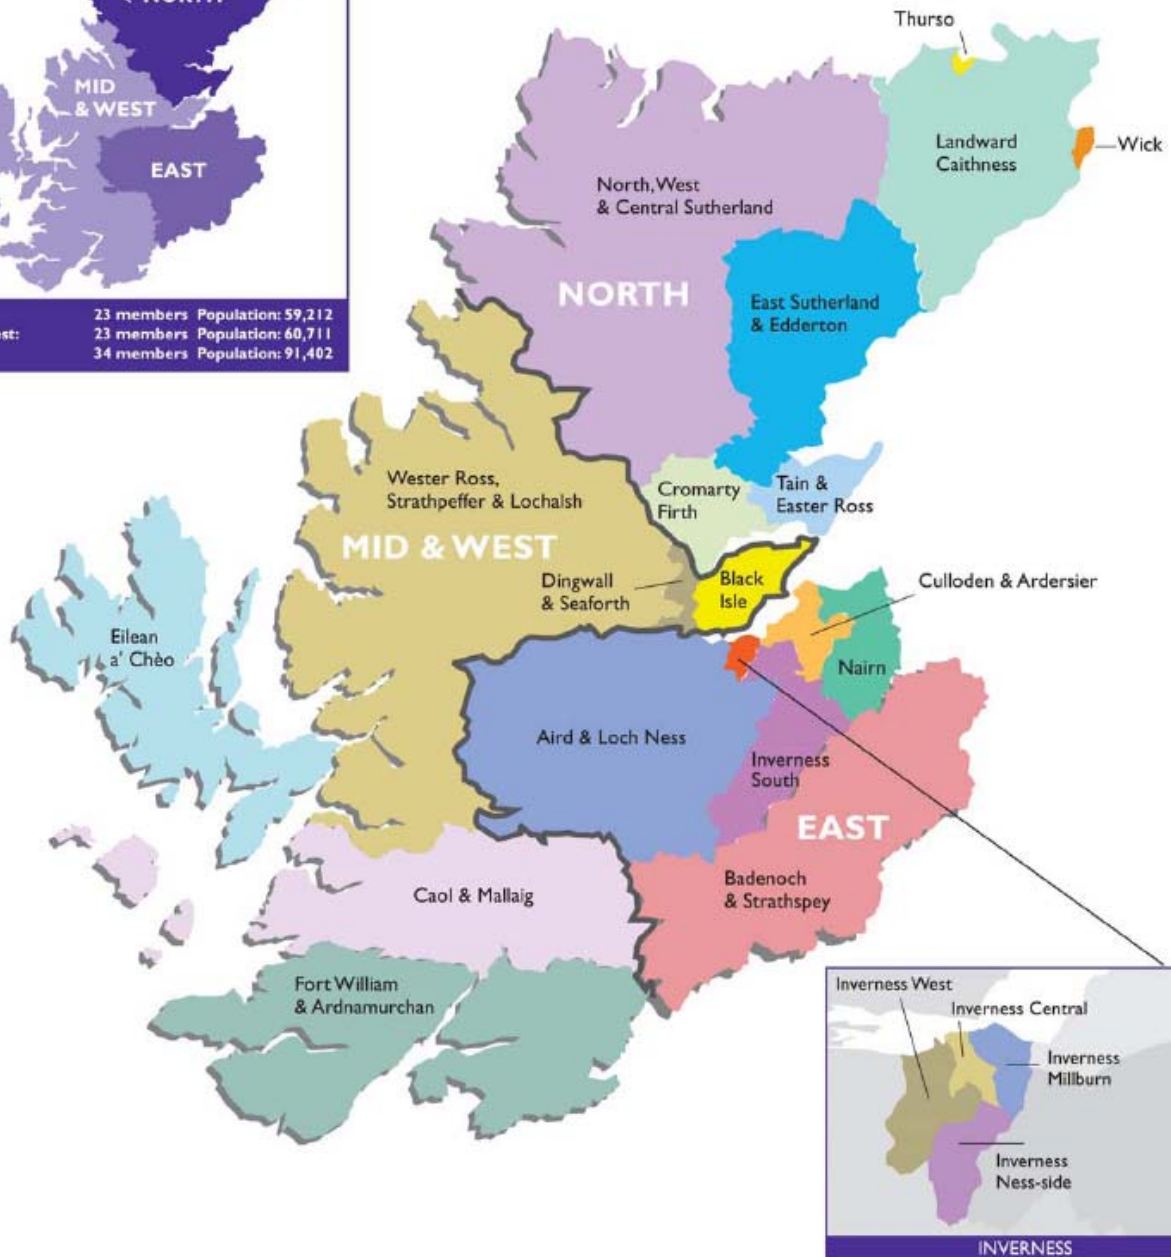 NORTH
MID
& WEST
EAST
23 members Population: 59,212
est: 23 members Population: 60,711
34 members Population: 91,402
Thurso
Landward
Caithness
Wick
North, West
& Central Sutherland
NORTH
East Sutherland
& Edderton
Wester Ross,
Strathpeffer & Lochalsh
Cromarty
Firth
Tain &
Easter Ross
MID & WEST
Dingwall
& Seaforth
Black
Isle
Culloden & Ardersier
Eilean
a' Chèo
Nairn
Aird & Loch Ness
Inverness
South
EAST
Badenoch
& Strathspey
Caol & Mallaig
Fort William
& Ardnamurchan
Inverness West
Inverness Central
Inverness
Millburn
Inverness
Ness-side
INVERNESS